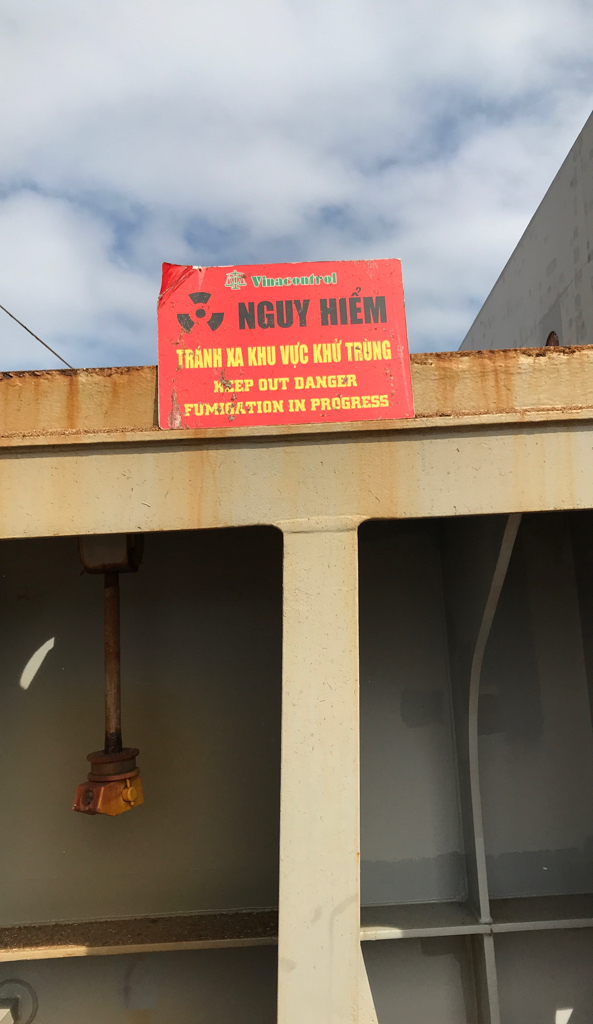 Vinacontrol
NGUY HIỂM
TRÁNH XA KHU VỰC KHỬ TRÙNG
KEEP OUT DANGER
FUMIGATION IN PROGRESS